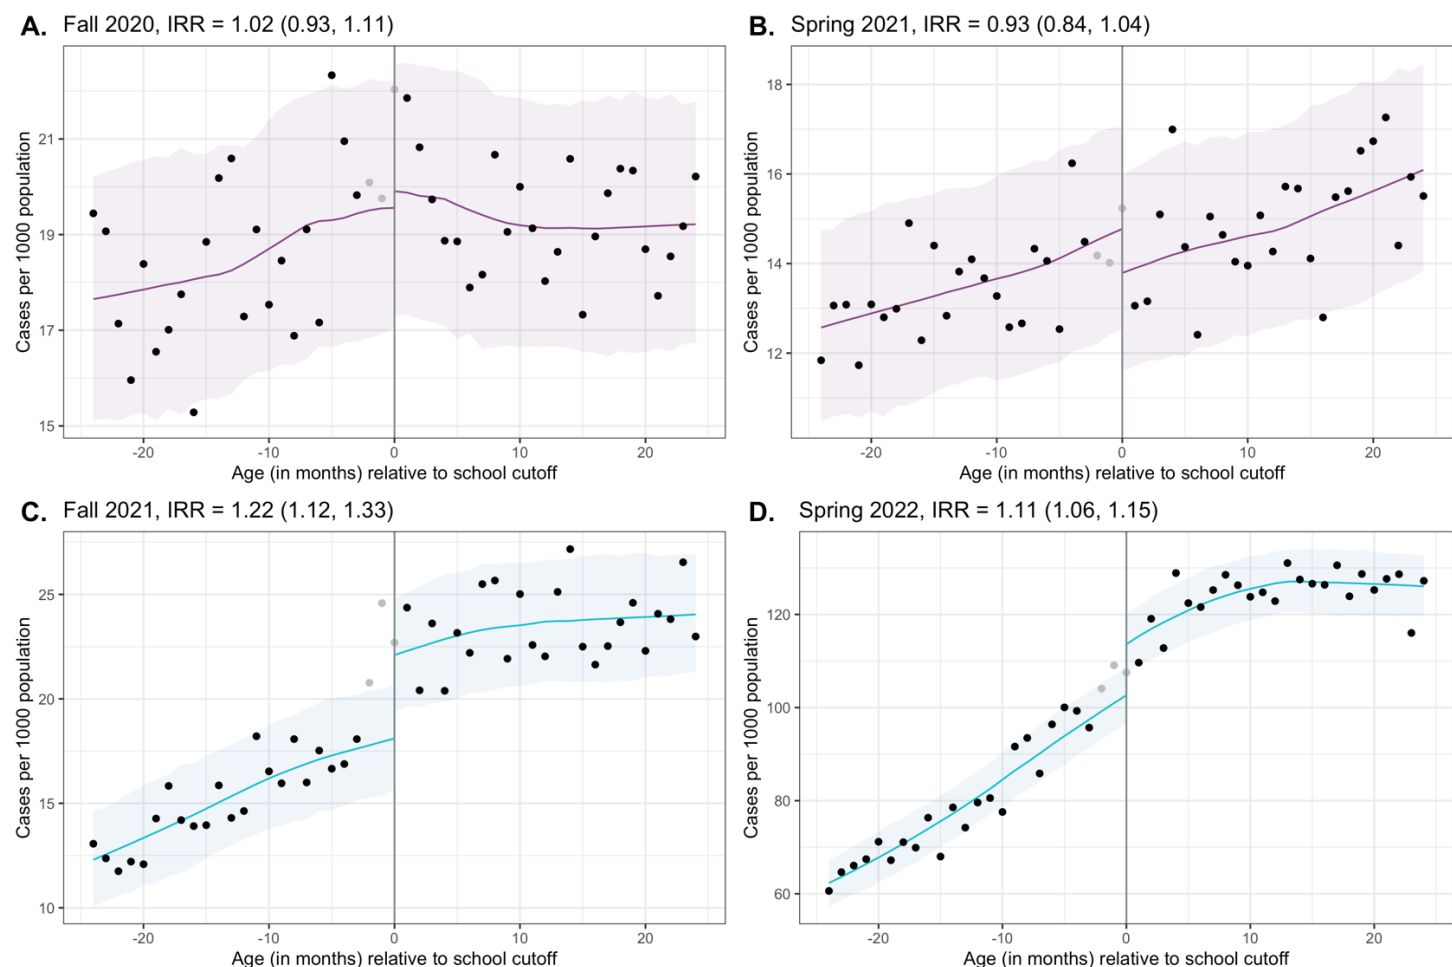 A. Fall 2020, IRR = 1.02 (0.93, 1.11)
Cases per 1000 population
21
19
17
15
-20 -10 0 10 20
Age (in months) relative to school cutoff
B. Spring 2021, IRR = 0.93 (0.84, 1.04)
Cases per 1000 population
18
16
14
12
-20 -10 0 10 20
Age (in months) relative to school cutoff
C. Fall 2021, IRR = 1.22 (1.12, 1.33)
Cases per 1000 population
25
20
15
10
-20 -10 0 10 20
Age (in months) relative to school cutoff
D. Spring 2022, IRR = 1.11 (1.06, 1.15)
Cases per 1000 population
120
100
80
60
-20 -10 0 10 20
Age (in months) relative to school cutoff